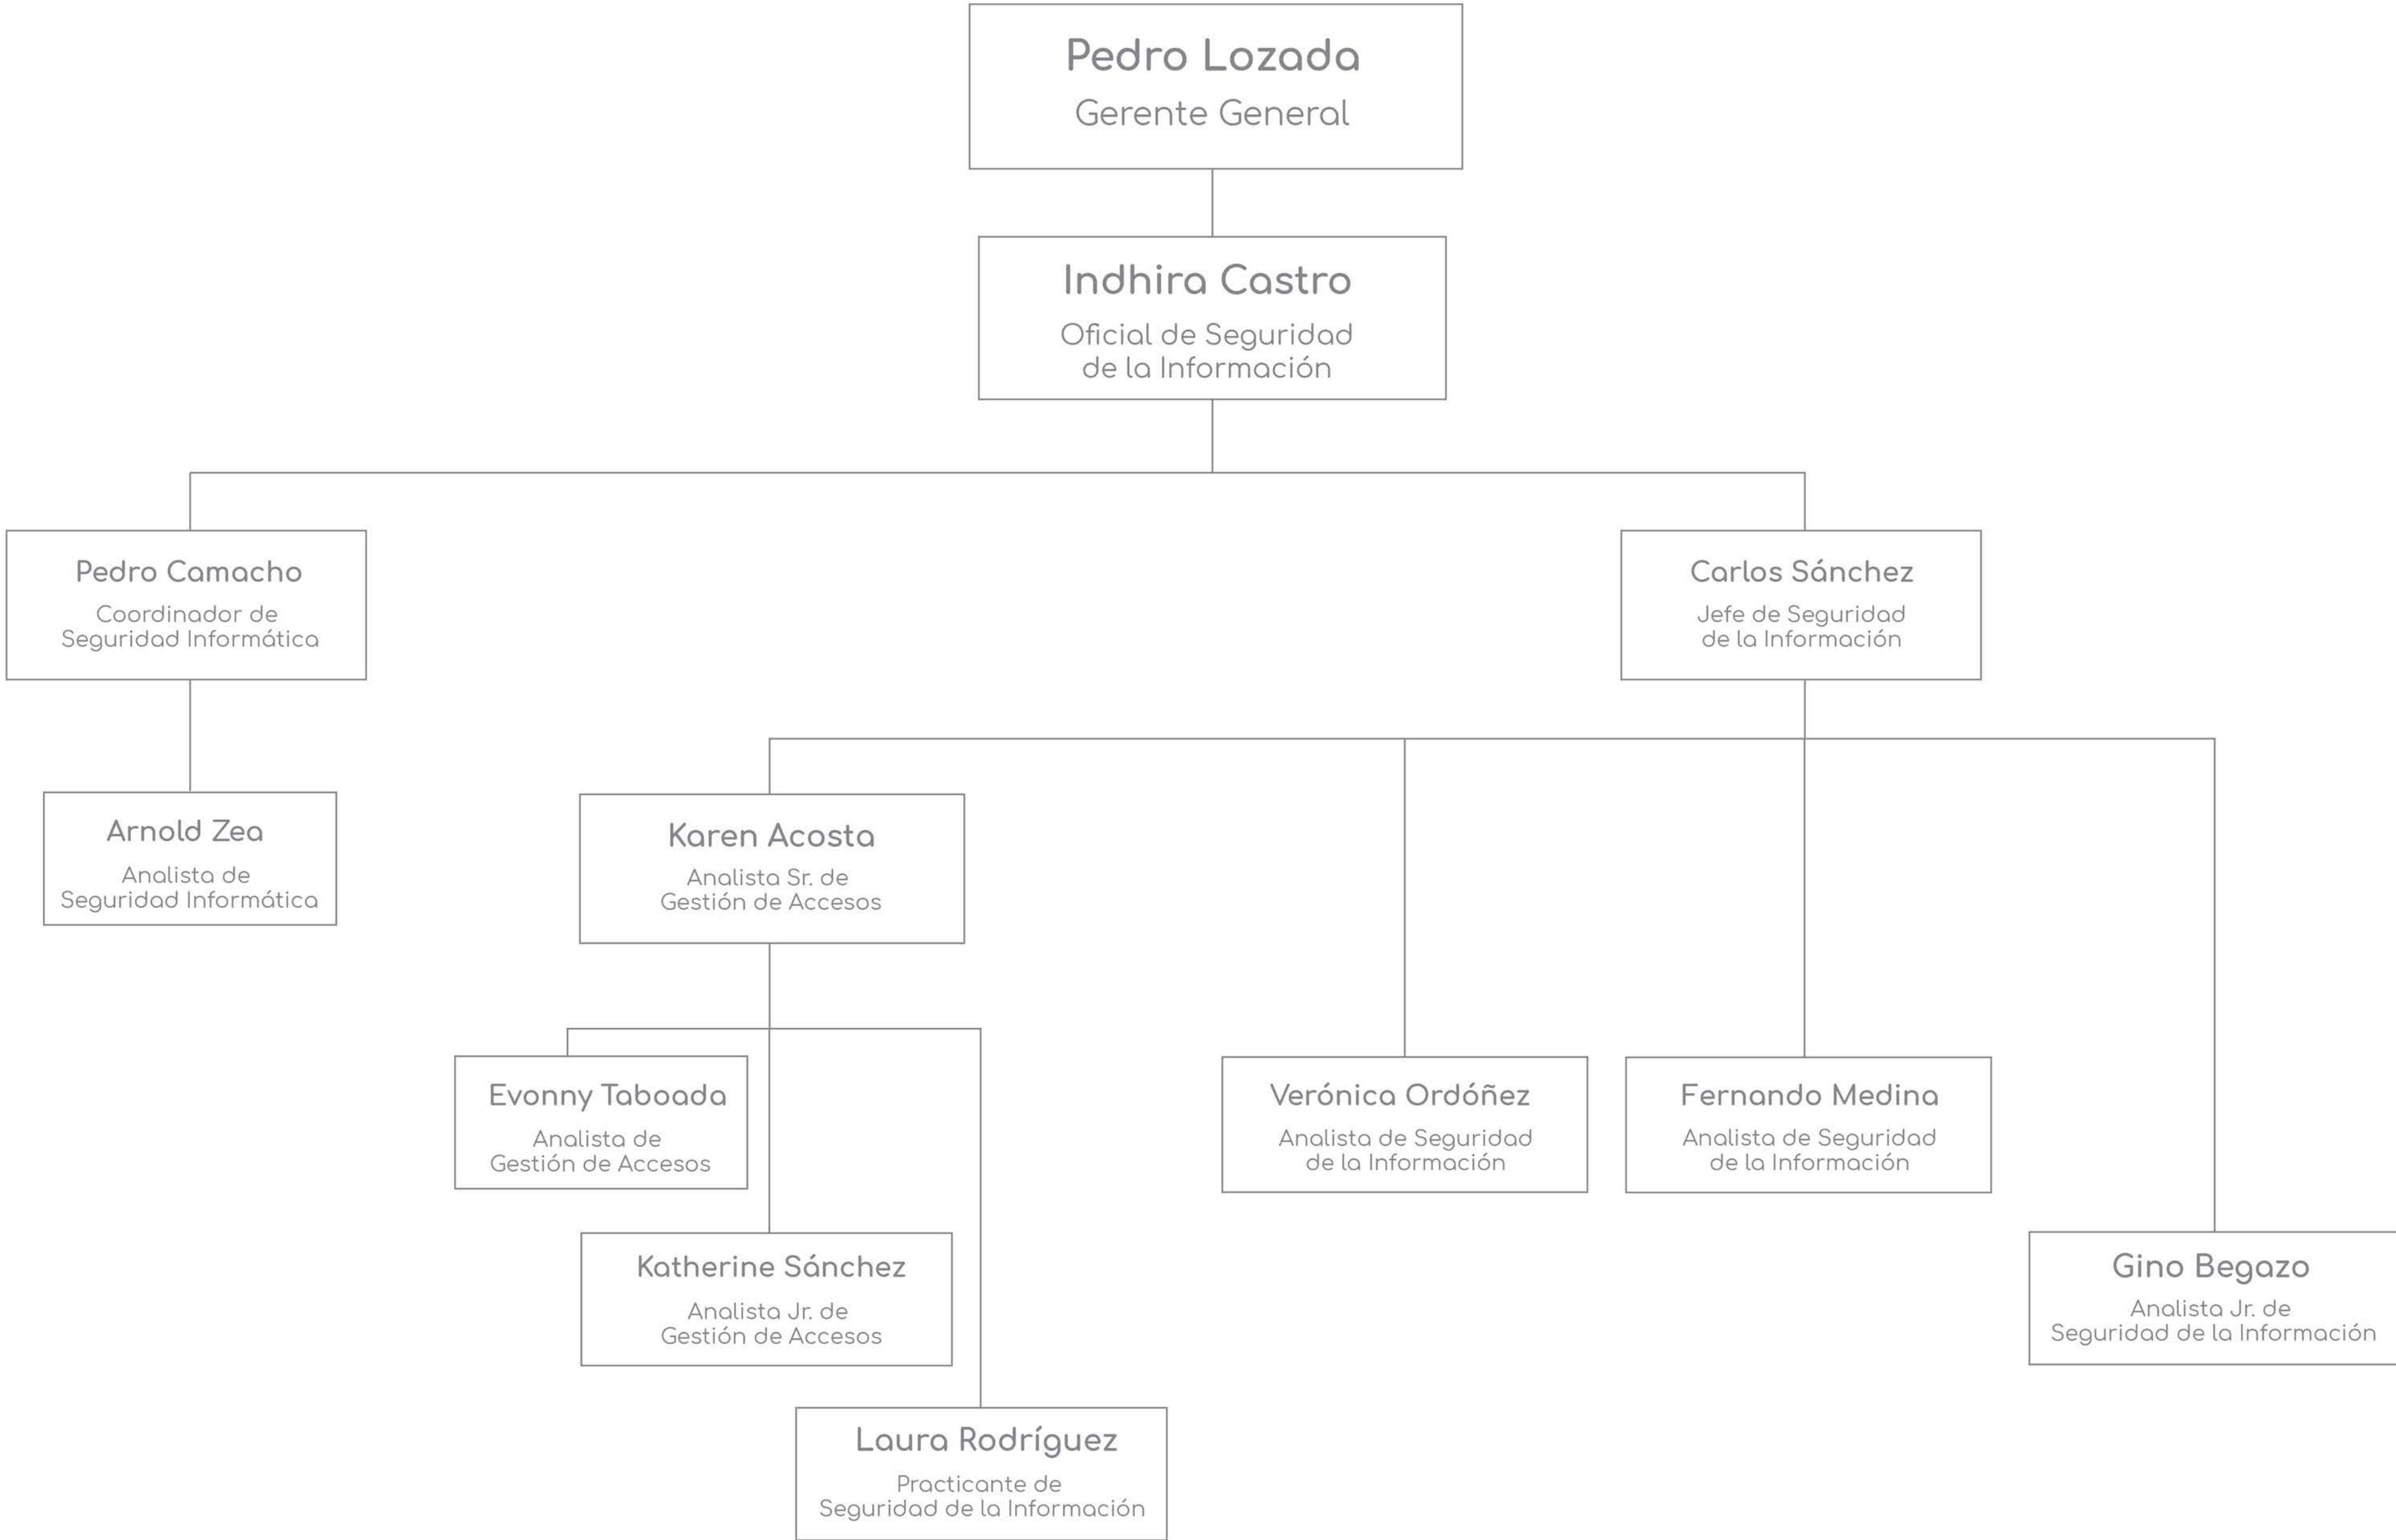 Pedro Lozada
Gerente General
Indhira Castro
Oficial de Seguridad
de la Información
Pedro Camacho
Coordinador de
Seguridad Informática
Carlos Sánchez
Jefe de Seguridad
de la Información
Arnold Zea
Analista de
Seguridad Informática
Karen Acosta
Analista Sr. de
Gestión de Accesos
Evonny Taboada
Analista de
Gestión de Accesos
Verónica Ordóñez
Analista de Seguridad
de la Información
Fernando Medina
Analista de Seguridad
de la Información
Katherine Sánchez
Analista Jr. de
Gestión de Accesos
Gino Begazo
Analista Jr. de
Seguridad de la Información
Laura Rodríguez
Practicante de
Seguridad de la Información